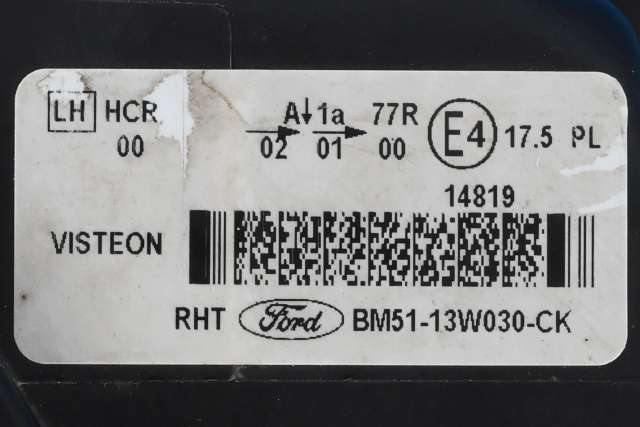 LH HCR A↓ 1a 77R E4 17.5 PL
00 02 01 00
14819
VISTEON
RHT Ford BM51-13W030-CK